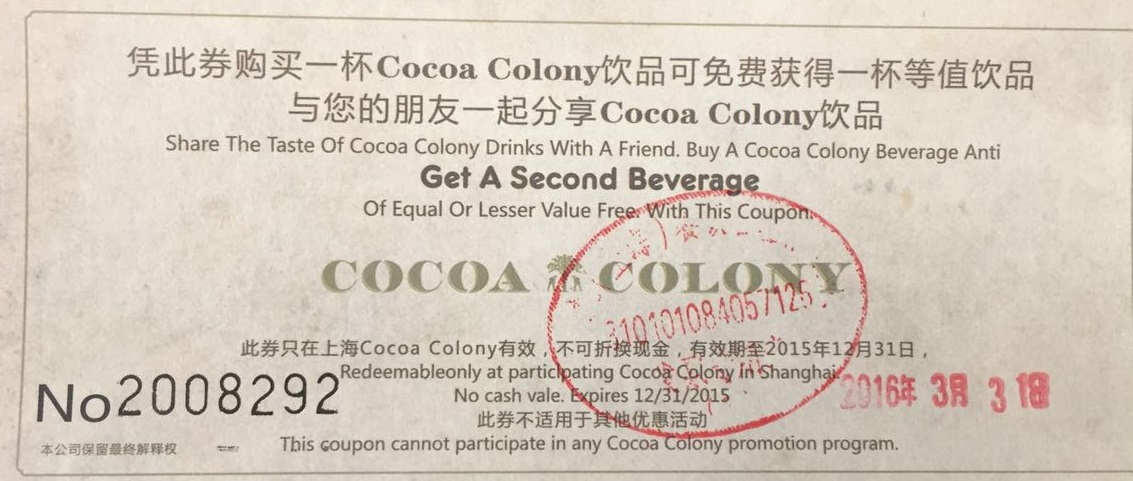 凭此券购买一杯Cocoa Colony饮品可免费获得一杯等值饮品
与您的朋友一起分享Cocoa Colony饮品
Share The Taste Of Cocoa Colony Drinks With A Friend. Buy A Cocoa Colony Beverage Anti
Get A Second Beverage
Of Equal Or Lesser Value Free. With This Coupon.
COCOA COLONY
310101084057125
此券只在上海Cocoa Colony有效，不可折换现金，有效期至2015年12月31日，
Redeemableonly at participating Cocoa Colony In Shanghai.
2016年 3月 31日
No cash vale. Expires 12/31/2015
No2008292
此券不适用于其他优惠活动
This coupon cannot participate in any Cocoa Colony promotion program.
本公司保留最终解释权